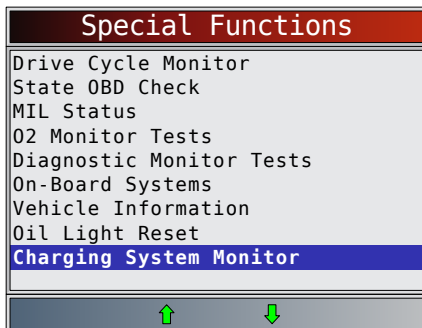 Special Functions
Drive Cycle Monitor
State OBD Check
MIL Status
O2 Monitor Tests
Diagnostic Monitor Tests
On-Board Systems
Vehicle Information
Oil Light Reset
Charging System Monitor